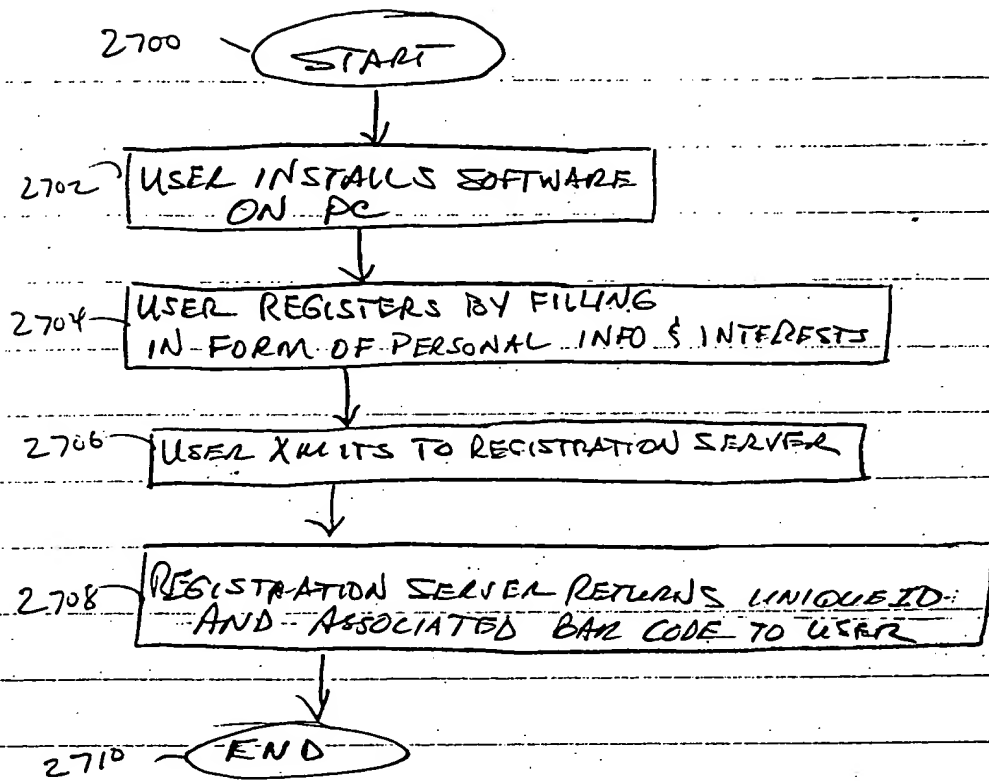 2700
START
2702
USER INSTALLS SOFTWARE
ON PC
2704
USER REGISTERS BY FILLING
IN FORM OF PERSONAL INFO & INTERESTS
2706
USER XMITS TO REGISTRATION SERVER
2708
REGISTRATION SERVER RETURNS UNIQUE ID
AND ASSOCIATED BAR CODE TO USER
2710
END